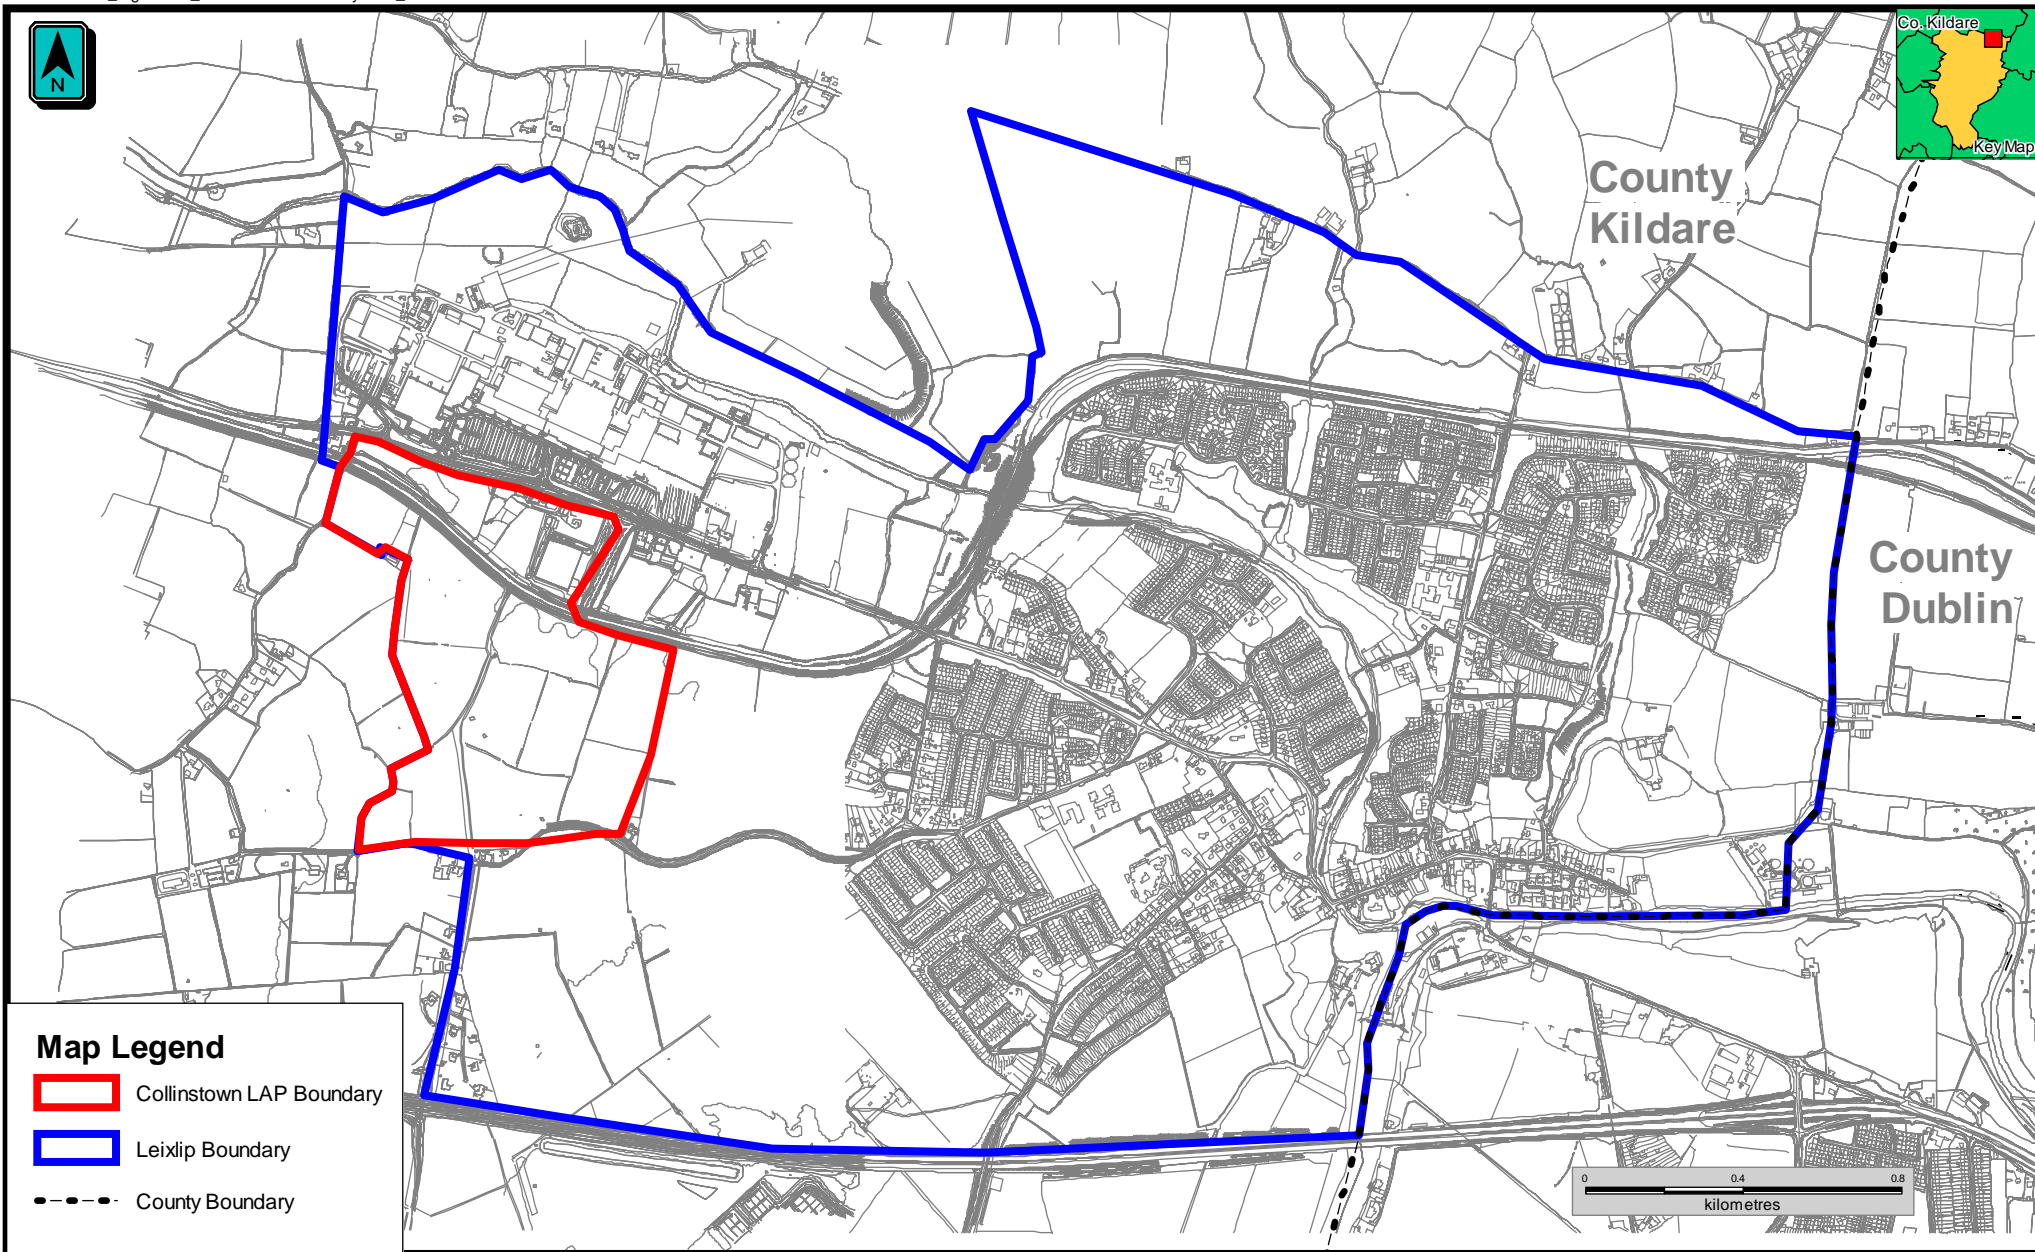 N
Co. Kildare
Key Map
County
Kildare
County
Dublin
Map Legend
Collinstown LAP Boundary
Leixlip Boundary
County Boundary
0 0.4 0.8
kilometres